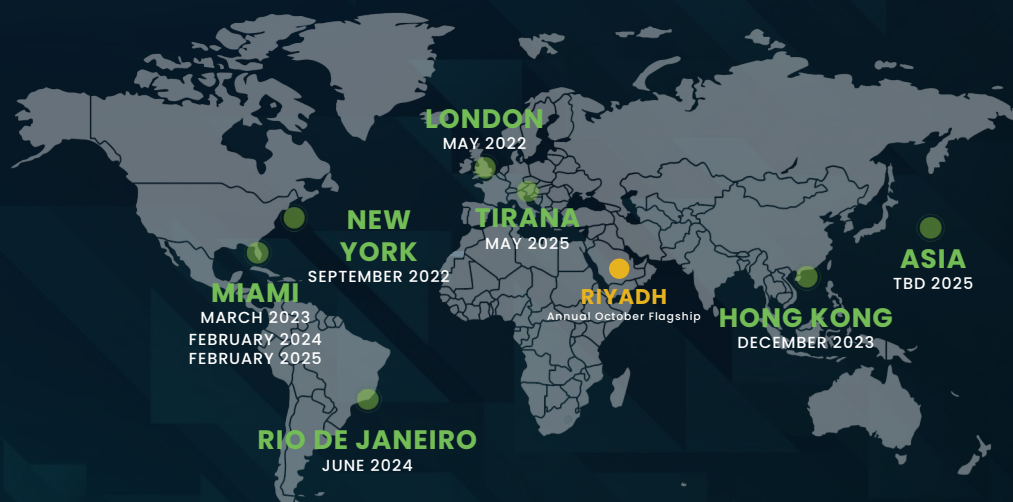 LONDON
MAY 2022
NEW
YORK
SEPTEMBER 2022
TIRANA
MAY 2025
ASIA
TBD 2025
MIAMI
MARCH 2023
FEBRUARY 2024
FEBRUARY 2025
RIYADH
Annual October Flagship
HONG KONG
DECEMBER 2023
RIO DE JANEIRO
JUNE 2024